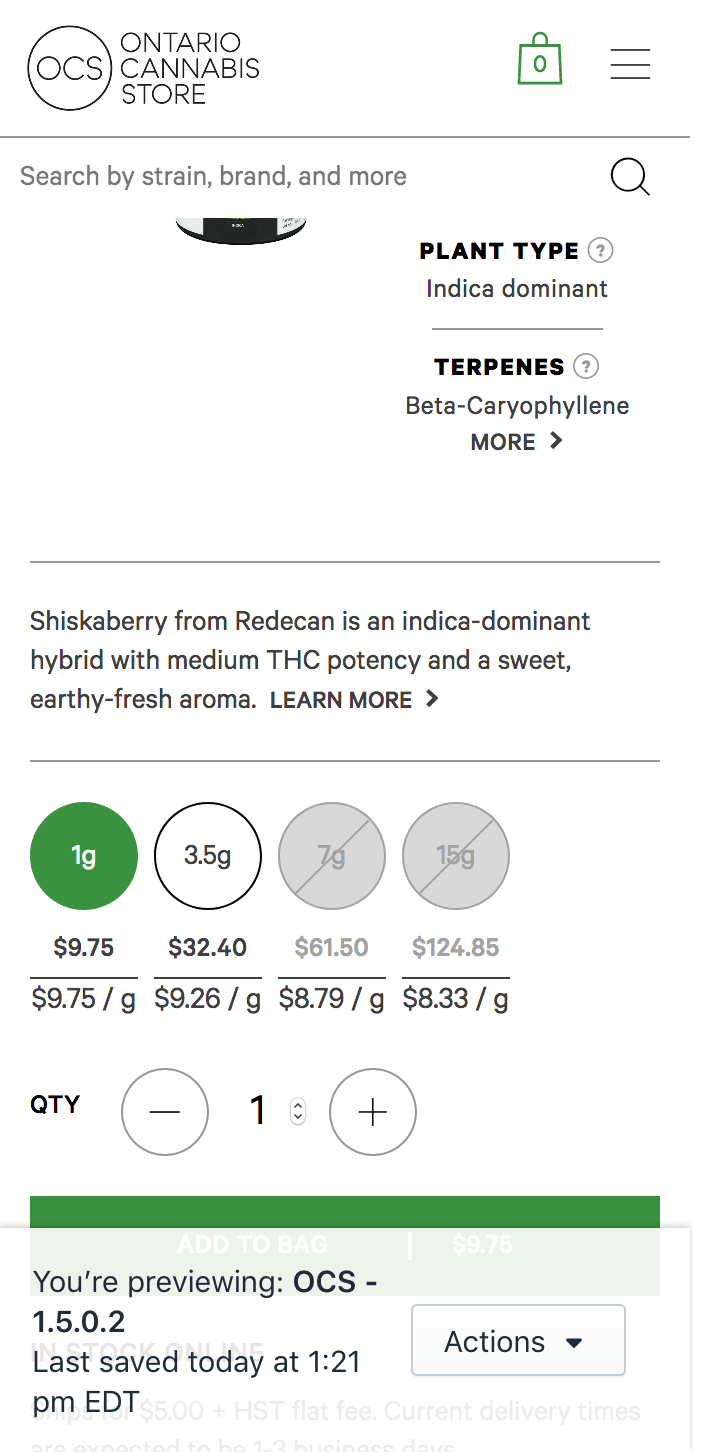 OCS
ONTARIO
CANNABIS
STORE
0
Search by strain, brand, and more
INDICA
PLANT TYPE ?
Indica dominant
TERPENES ?
Beta-Caryophyllene
MORE
Shiskaberry from Redecan is an indica-dominant
hybrid with medium THC potency and a sweet,
earthy-fresh aroma. LEARN MORE
1g 3.5g 7g 15g
$9.75 $32.40 $61.50 $124.85
$9.75 / g $9.26 / g $8.79 / g $8.33 / g
QTY 1
ADD TO BAG $9.75
You're previewing: OCS -
1.5.0.2
IN STOCK ONLINE
Last saved today at 1:21
pm EDT
Actions
Ships for $5.00 + HST flat fee. Current delivery times
are expected to be 1-3 business days